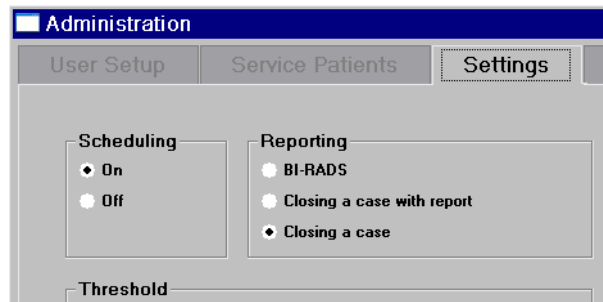 Administration
User Setup Service Patients Settings
Scheduling Reporting
On BI-RADS
Off Closing a case with report
Closing a case
Threshold